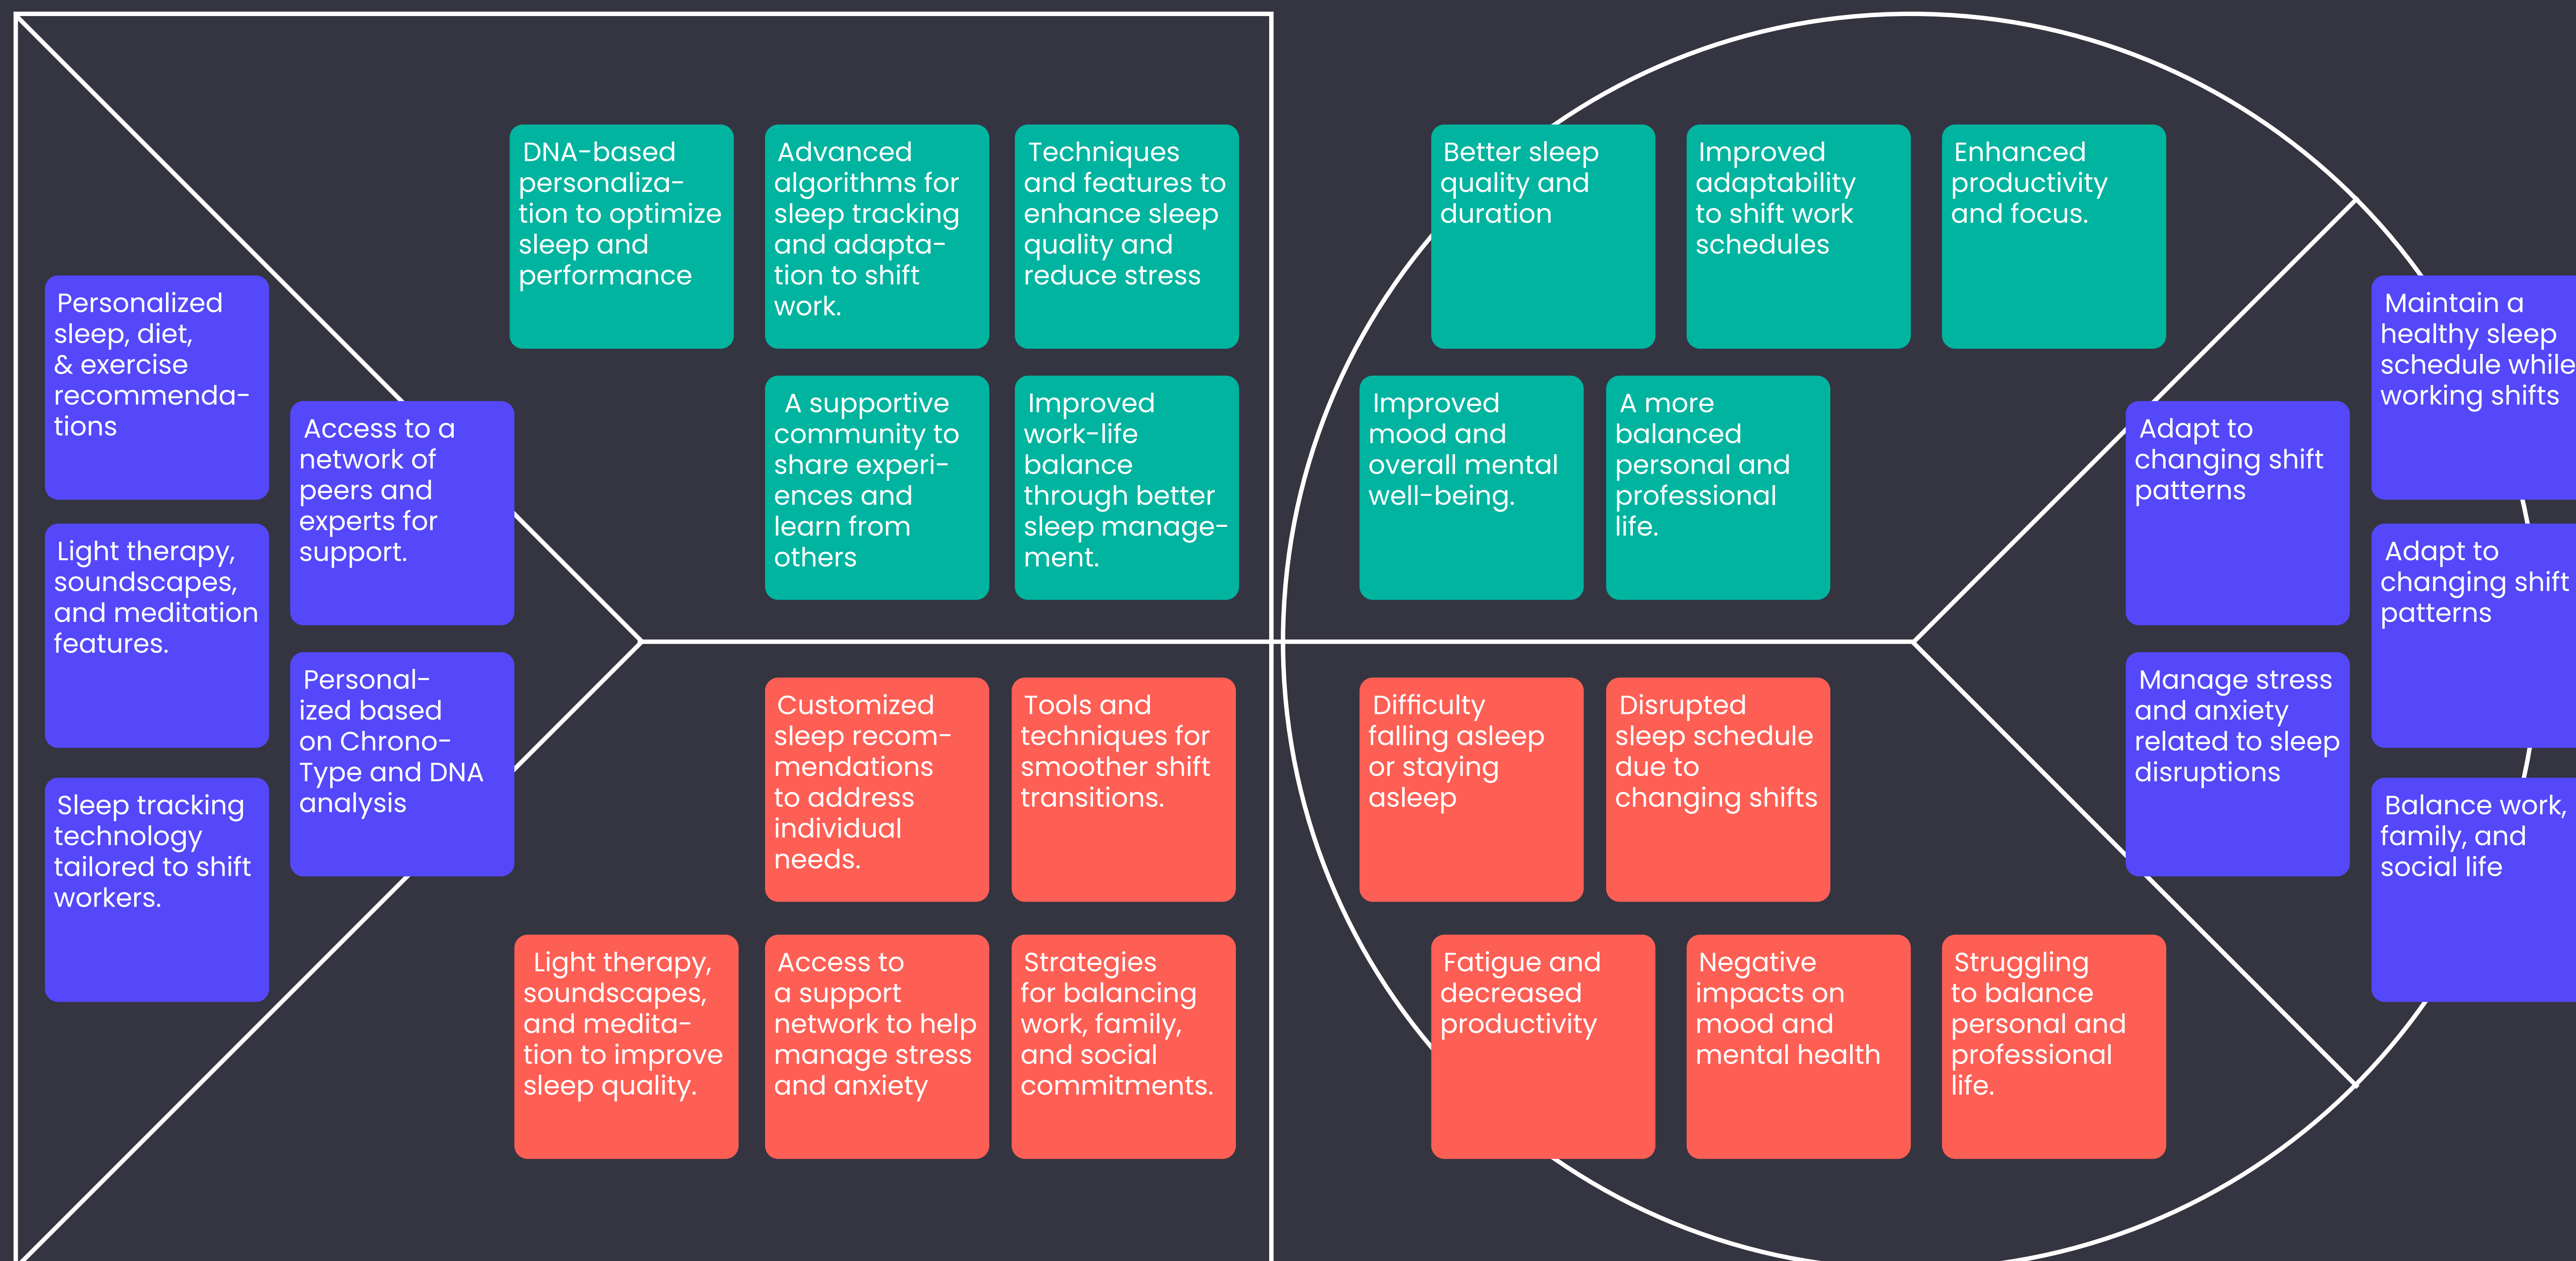 DNA-based
personaliza-
tion to optimize
sleep and
performance
Advanced
algorithms for
sleep tracking
and adapta-
tion to shift
work.
Techniques
and features to
enhance sleep
quality and
reduce stress
A supportive
community to
share experi-
ences and
learn from
others
Improved
work-life
balance
through better
sleep manage-
ment.
Personalized
sleep, diet,
& exercise
recommenda-
tions
Access to a
network of
peers and
experts for
support.
Light therapy,
soundscapes,
and meditation
features.
Personal-
ized based
on Chrono-
Type and DNA
analysis
Sleep tracking
technology
tailored to shift
workers.
Customized
sleep recom-
mendations
to address
individual
needs.
Tools and
techniques for
smoother shift
transitions.
Light therapy,
soundscapes,
and medita-
tion to improve
sleep quality.
Access to
a support
network to help
manage stress
and anxiety
Strategies
for balancing
work, family,
and social
commitments.
Better sleep
quality and
duration
Improved
adaptability
to shift work
schedules
Enhanced
productivity
and focus.
Improved
mood and
overall mental
well-being.
A more
balanced
personal and
professional
life.
Maintain a
healthy sleep
schedule while
working shifts
Adapt to
changing shift
patterns
Adapt to
changing shift
patterns
Manage stress
and anxiety
related to sleep
disruptions
Balance work,
family, and
social life
Difficulty
falling asleep
or staying
asleep
Disrupted
sleep schedule
due to
changing shifts
Fatigue and
decreased
productivity
Negative
impacts on
mood and
mental health
Struggling
to balance
personal and
professional
life.